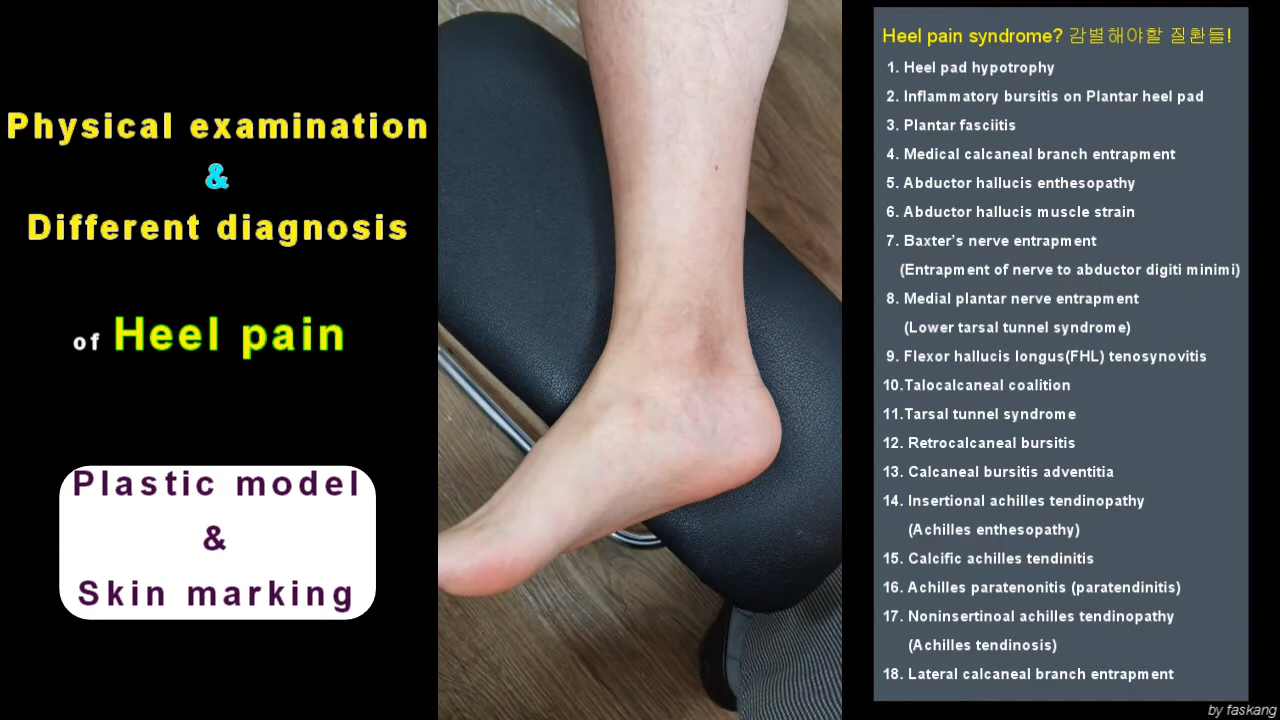 Physical examination
&
Different diagnosis
of Heel pain
Plastic model
&
Skin marking
Heel pain syndrome? 감별해야할 질환들!
1. Heel pad hypotrophy
2. Inflammatory bursitis on Plantar heel pad
3. Plantar fasciitis
4. Medical calcaneal branch entrapment
5. Abductor hallucis enthesopathy
6. Abductor hallucis muscle strain
7. Baxter's nerve entrapment
(Entrapment of nerve to abductor digiti minimi)
8. Medial plantar nerve entrapment
(Lower tarsal tunnel syndrome)
9. Flexor hallucis longus(FHL) tenosynovitis
10.Talocalcaneal coalition
11.Tarsal tunnel syndrome
12. Retrocalcaneal bursitis
13. Calcaneal bursitis adventitia
14. Insertional achilles tendinopathy
(Achilles enthesopathy)
15. Calcific achilles tendinitis
16. Achilles paratenonitis (paratendinitis)
17. Noninsertinoal achilles tendinopathy
(Achilles tendinosis)
18. Lateral calcaneal branch entrapment
by faskang